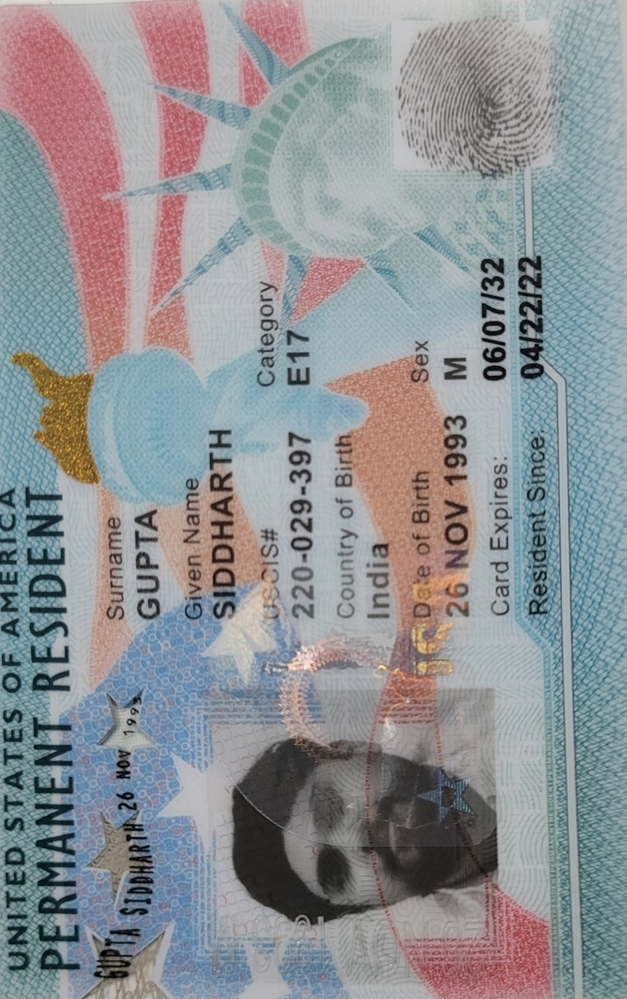 UNITED STATES OF AMERICA
PERMANENT RESIDENT
GUPTA SIDDHARTH 26 NOV 1993
Surname
GUPTA
Given Name
SIDDHARTH
USCIS# Category
220-029-397 E17
Country of Birth
India
Date of Birth Sex
26 NOV 1993 M
Card Expires: 06/07/32
Resident Since: 04/22/22